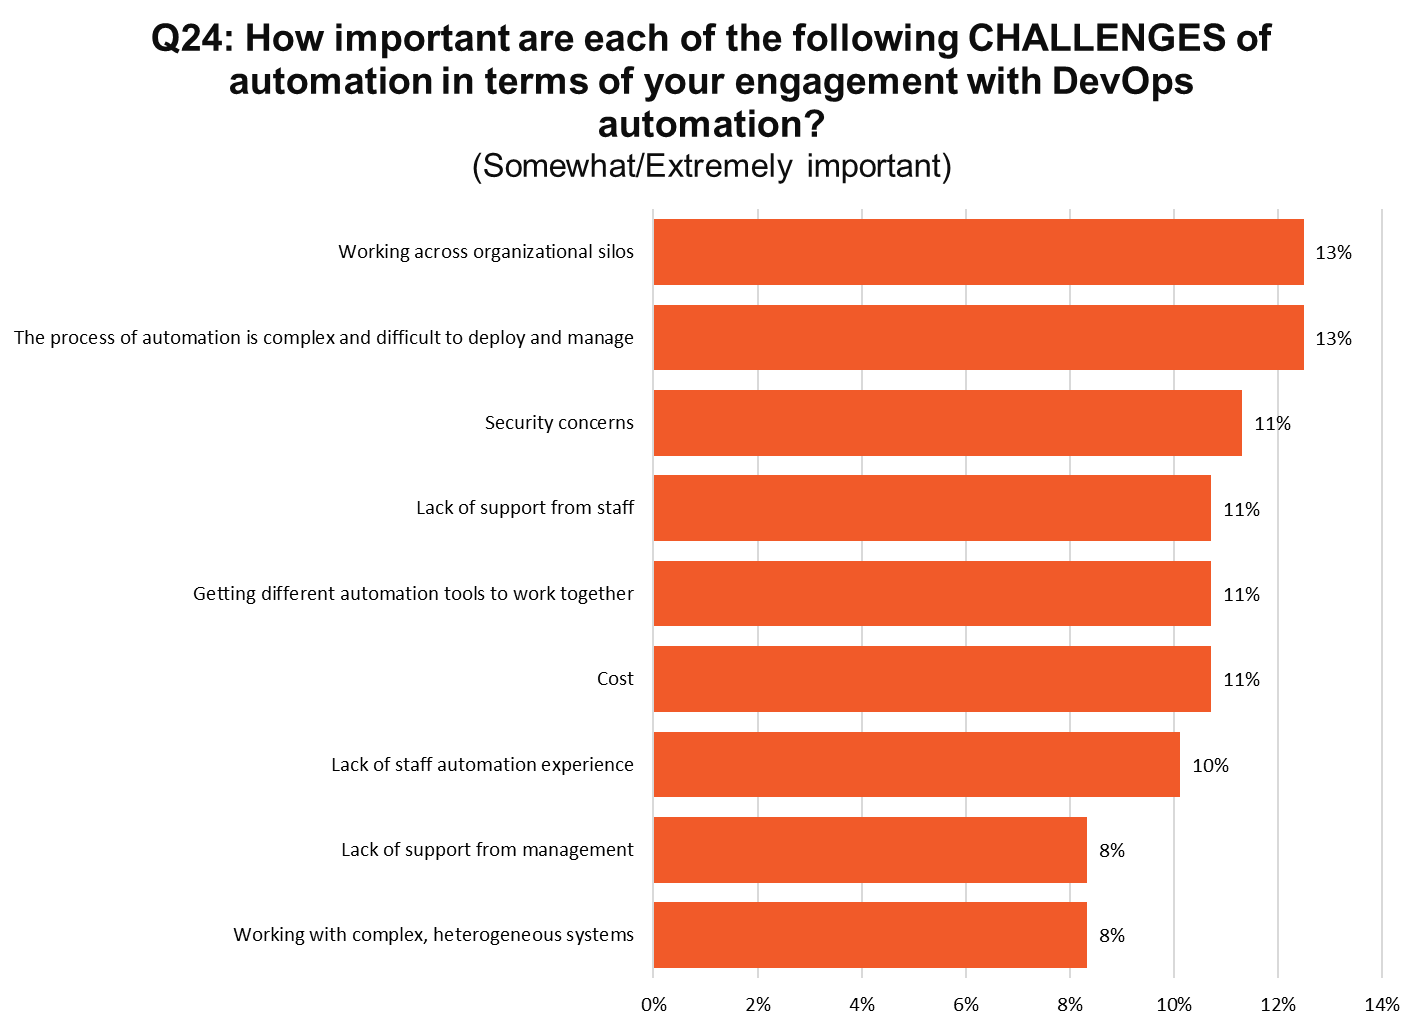 Q24: How important are each of the following CHALLENGES of
automation in terms of your engagement with DevOps
automation?
(Somewhat/Extremely important)
Working across organizational silos 13%
The process of automation is complex and difficult to deploy and manage 13%
Security concerns 11%
Lack of support from staff 11%
Getting different automation tools to work together 11%
Cost 11%
Lack of staff automation experience 10%
Lack of support from management 8%
Working with complex, heterogeneous systems 8%
0% 2% 4% 6% 8% 10% 12% 14%